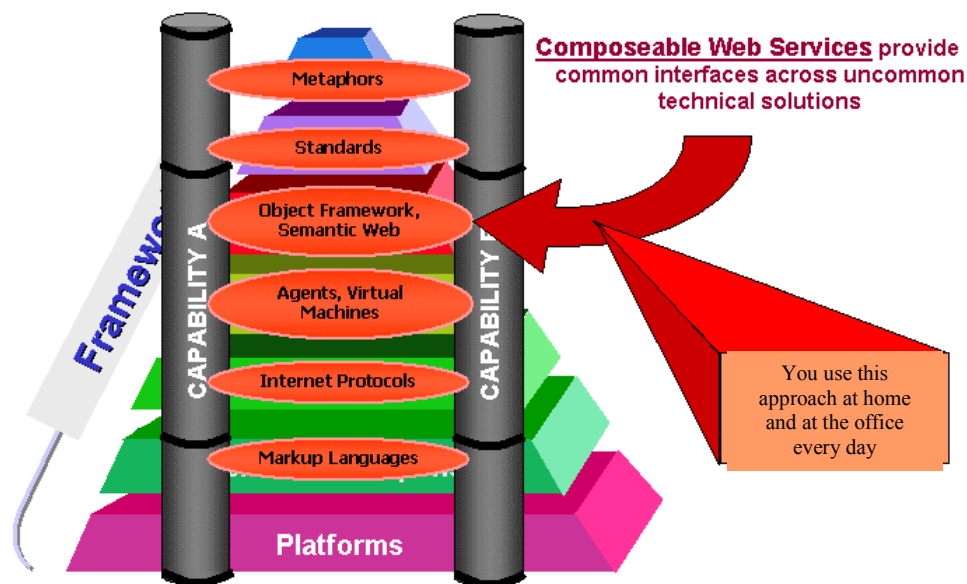 Composeable Web Services provide
common interfaces across uncommon
technical solutions
Metaphors
Standards
Object Framework,
Semantic Web
Agents, Virtual
Machines
Internet Protocols
Markup Languages
Platforms
CAPABILITY A
CAPABILITY
You use this
approach at home
and at the office
every day